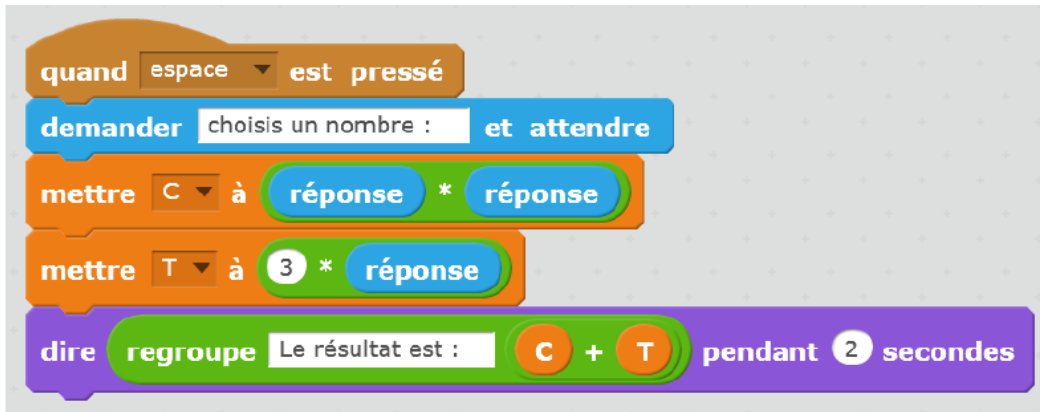 quand espace est pressé
demander choisis un nombre : et attendre
mettre C à réponse * réponse
mettre T à 3 * réponse
dire regroupe Le résultat est : C + T pendant 2 secondes